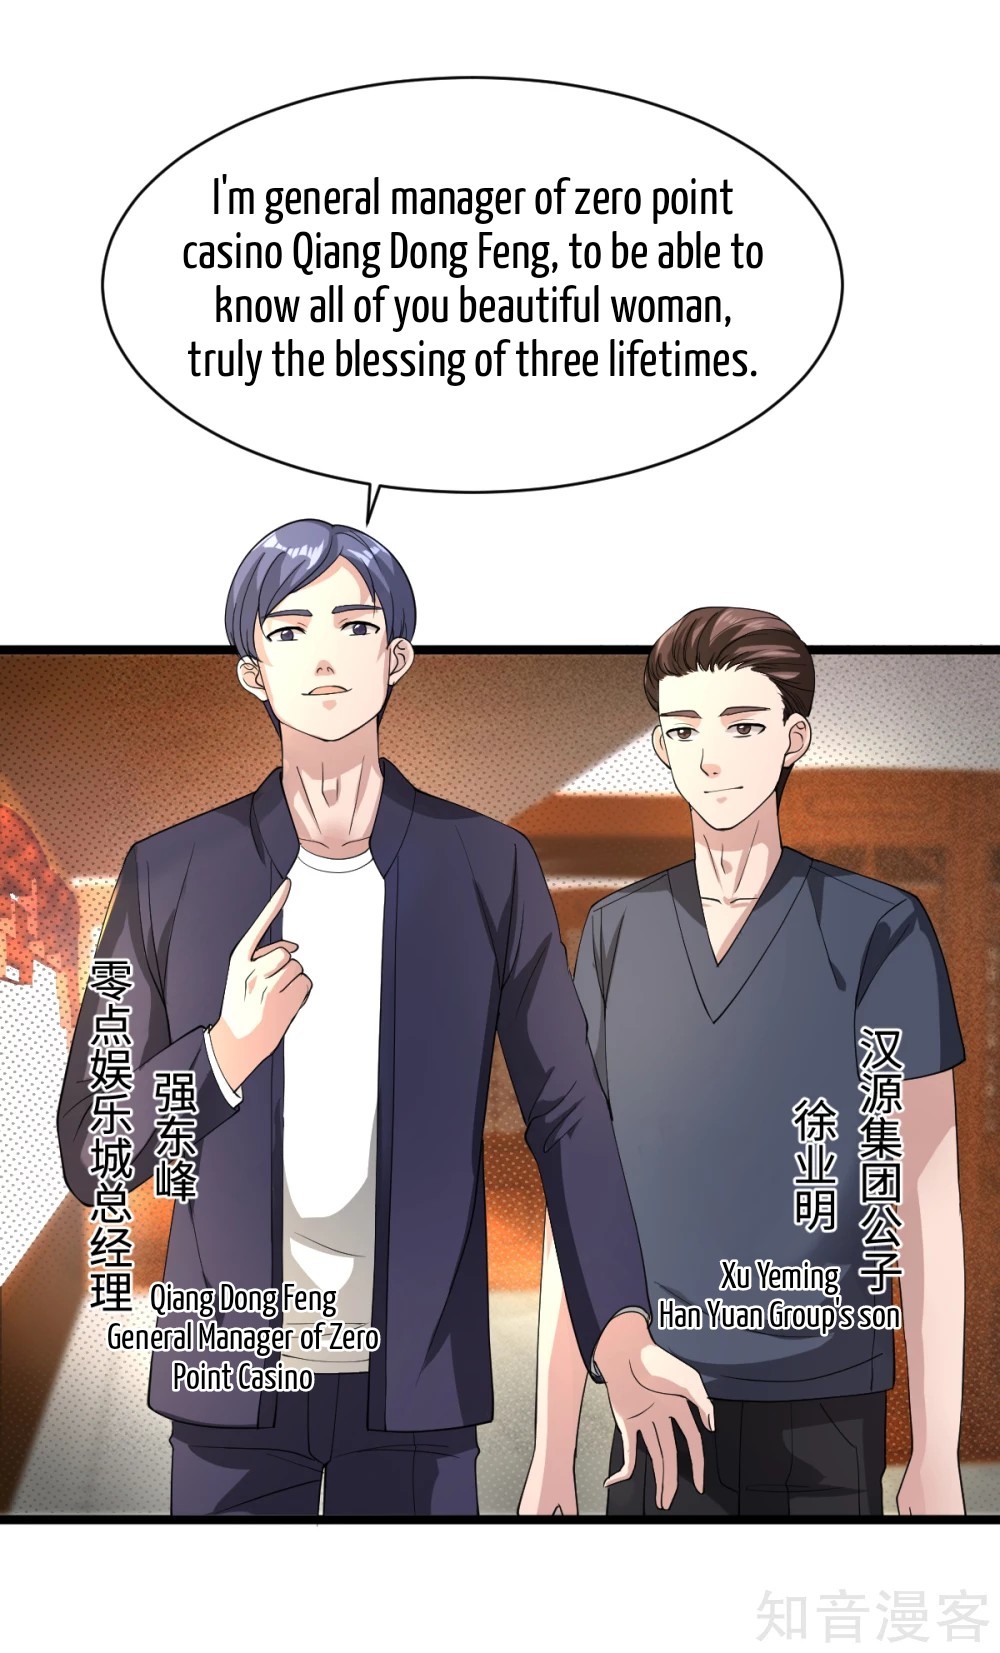 I'm general manager of zero point
casino Qiang Dong Feng, to be able to
know all of you beautiful woman,
truly the blessing of three lifetimes.
零点娱乐城总经理
强东峰
Qiang Dong Feng
General Manager of Zero
Point Casino
汉源集团公子
徐业明
Xu Yeming
Han Yuan Group's son
知音漫客